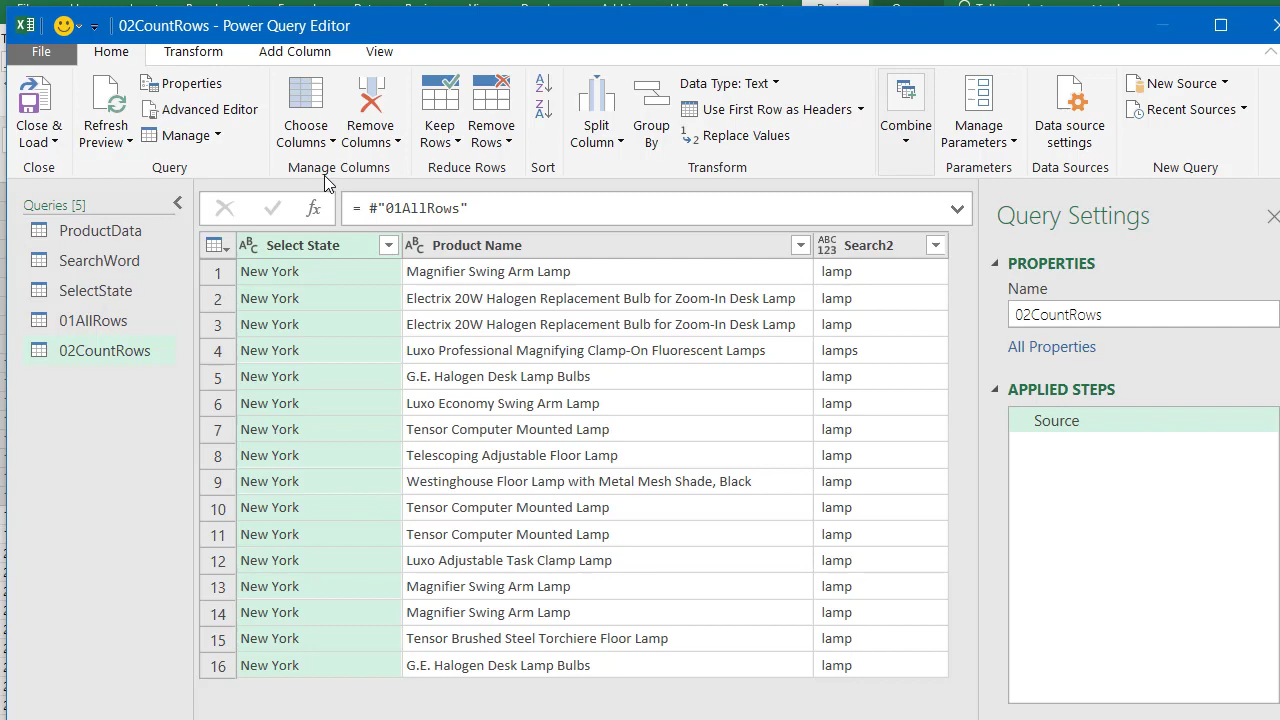 02CountRows - Power Query Editor
File Home Transform Add Column View
Close & Load
Refresh Preview
Properties
Advanced Editor
Manage
Choose Columns
Remove Columns
Keep Rows
Remove Rows
A Z
Z A
Split Column
Group By
Data Type: Text
Use First Row as Headers
1 2 Replace Values
Combine
Manage Parameters
Data source settings
New Source
Recent Sources
Close Query Manage Columns Reduce Rows Sort Transform Parameters Data Sources New Query
Queries [5]
ProductData
SearchWord
SelectState
01AllRows
02CountRows
fx = #"01AllRows"
ABC Select State ABC Product Name ABC 123 Search2
1 New York Magnifier Swing Arm Lamp lamp
2 New York Electrix 20W Halogen Replacement Bulb for Zoom-In Desk Lamp lamp
3 New York Electrix 20W Halogen Replacement Bulb for Zoom-In Desk Lamp lamp
4 New York Luxo Professional Magnifying Clamp-On Fluorescent Lamps lamps
5 New York G.E. Halogen Desk Lamp Bulbs lamp
6 New York Luxo Economy Swing Arm Lamp lamp
7 New York Tensor Computer Mounted Lamp lamp
8 New York Telescoping Adjustable Floor Lamp lamp
9 New York Westinghouse Floor Lamp with Metal Mesh Shade, Black lamp
10 New York Tensor Computer Mounted Lamp lamp
11 New York Tensor Computer Mounted Lamp lamp
12 New York Luxo Adjustable Task Clamp Lamp lamp
13 New York Magnifier Swing Arm Lamp lamp
14 New York Magnifier Swing Arm Lamp lamp
15 New York Tensor Brushed Steel Torchiere Floor Lamp lamp
16 New York G.E. Halogen Desk Lamp Bulbs lamp
Query Settings
PROPERTIES
Name
02CountRows
All Properties
APPLIED STEPS
Source